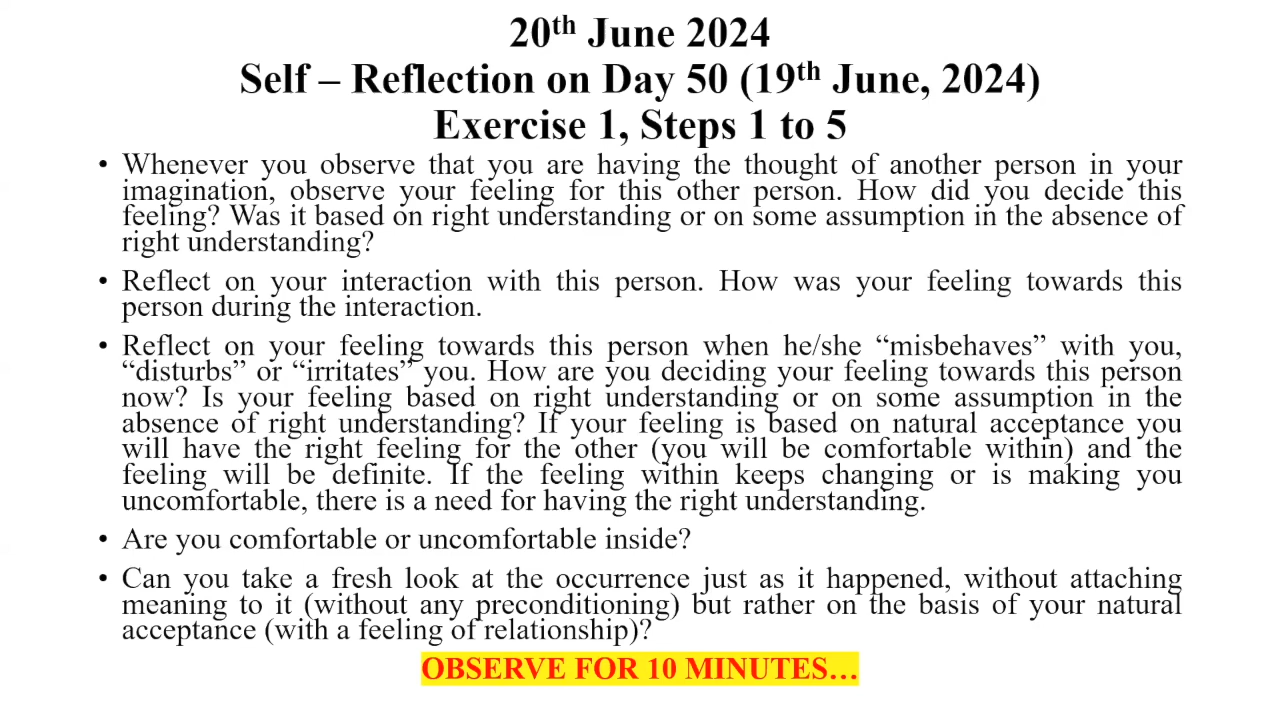 20th June 2024
Self – Reflection on Day 50 (19th June, 2024)
Exercise 1, Steps 1 to 5
• Whenever you observe that you are having the thought of another person in your
imagination, observe your feeling for this other person. How did you decide this
feeling? Was it based on right understanding or on some assumption in the absence of
right understanding?
• Reflect on your interaction with this person. How was your feeling towards this
person during the interaction.
• Reflect on your feeling towards this person when he/she “misbehaves” with you,
“disturbs” or “irritates” you. How are you deciding your feeling towards this person
now? Is your feeling based on right understanding or on some assumption in the
absence of right understanding? If your feeling is based on natural acceptance you
will have the right feeling for the other (you will be comfortable within) and the
feeling will be definite. If the feeling within keeps changing or is making you
uncomfortable, there is a need for having the right understanding.
• Are you comfortable or uncomfortable inside?
• Can you take a fresh look at the occurrence just as it happened, without attaching
meaning to it (without any preconditioning) but rather on the basis of your natural
acceptance (with a feeling of relationship)?
OBSERVE FOR 10 MINUTES…